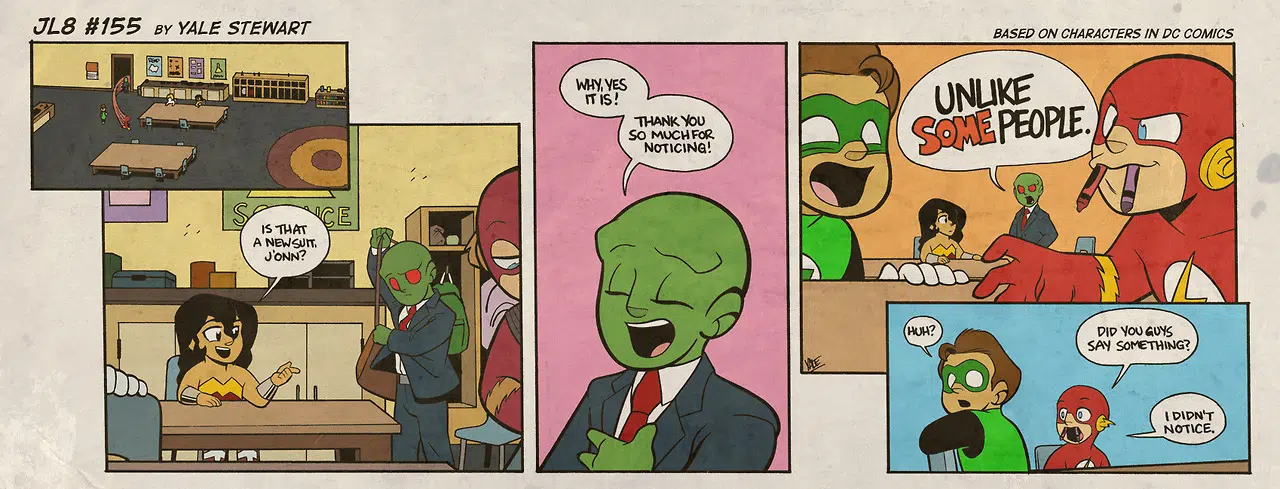 JL8 #155 BY YALE STEWART
BASED ON CHARACTERS IN DC COMICS
SCIENCE
IS THAT
A NEW SUIT,
J'ONN?
WHY, YES
IT IS!
THANK YOU
SO MUCH FOR
NOTICING!
UNLIKE
SOME PEOPLE.
YALE
HUH?
DID YOU GUYS
SAY SOMETHING?
I DIDN'T
NOTICE.